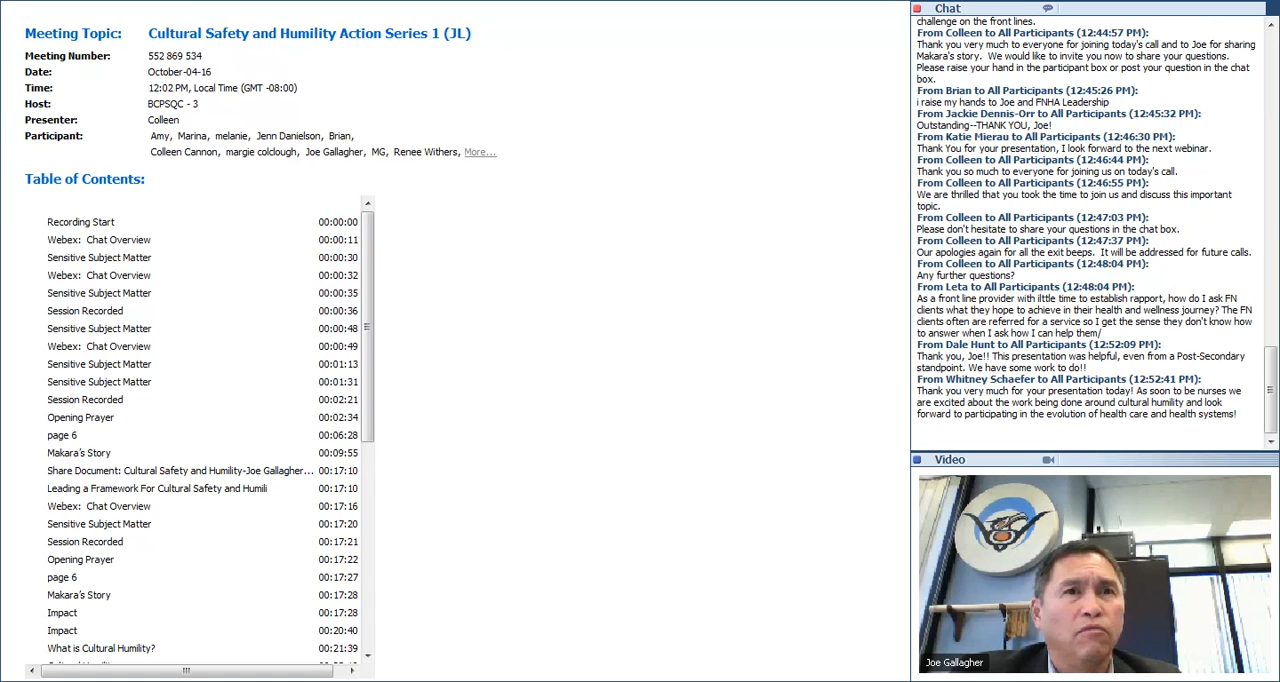 Meeting Topic: Cultural Safety and Humility Action Series 1 (JL)
Meeting Number: 552 869 534
Date: October-04-16
Time: 12:02 PM, Local Time (GMT -08:00)
Host: BCPSQC - 3
Presenter: Colleen
Participant: Amy, Marina, melanie, Jenn Danielson, Brian,
Colleen Cannon, margie colclough, Joe Gallagher, MG, Renee Withers, More...
Table of Contents:
Recording Start 00:00:00
Webex: Chat Overview 00:00:11
Sensitive Subject Matter 00:00:30
Webex: Chat Overview 00:00:32
Sensitive Subject Matter 00:00:35
Session Recorded 00:00:36
Sensitive Subject Matter 00:00:48
Webex: Chat Overview 00:00:49
Sensitive Subject Matter 00:01:13
Sensitive Subject Matter 00:01:31
Session Recorded 00:02:21
Opening Prayer 00:02:34
page 6 00:06:28
Makara's Story 00:09:55
Share Document: Cultural Safety and Humility-Joe Gallagher... 00:17:10
Leading a Framework For Cultural Safety and Humili 00:17:10
Webex: Chat Overview 00:17:16
Sensitive Subject Matter 00:17:20
Session Recorded 00:17:21
Opening Prayer 00:17:22
page 6 00:17:27
Makara's Story 00:17:28
Impact 00:17:28
Impact 00:20:40
What is Cultural Humility? 00:21:39
Chat
challenge on the front lines.
From Colleen to All Participants (12:44:57 PM):
Thank you very much to everyone for joining today's call and to Joe for sharing
Makara's story. We would like to invite you now to share your questions.
Please raise your hand in the participant box or post your question in the chat
box.
From Brian to All Participants (12:45:26 PM):
i raise my hands to Joe and FNHA Leadership
From Jackie Dennis-Orr to All Participants (12:45:32 PM):
Outstanding--THANK YOU, Joe!
From Katie Mierau to All Participants (12:46:30 PM):
Thank You for your presentation, I look forward to the next webinar.
From Colleen to All Participants (12:46:44 PM):
Thank you so much to everyone for joining us on today's call.
From Colleen to All Participants (12:46:55 PM):
We are thrilled that you took the time to join us and discuss this important
topic.
From Colleen to All Participants (12:47:03 PM):
Please don't hesitate to share your questions in the chat box.
From Colleen to All Participants (12:47:37 PM):
Our apologies again for all the exit beeps. It will be addressed for future calls.
From Colleen to All Participants (12:48:04 PM):
Any further questions?
From Leta to All Participants (12:48:04 PM):
As a front line provider with ilttle time to establish rapport, how do I ask FN
clients what they hope to achieve in their health and wellness journey? The FN
clients often are referred for a service so I get the sense they don't know how
to answer when I ask how I can help them/
From Dale Hunt to All Participants (12:52:09 PM):
Thank you, Joe!! This presentation was helpful, even from a Post-Secondary
standpoint. We have some work to do!!
From Whitney Schaefer to All Participants (12:52:41 PM):
Thank you very much for your presentation today! As soon to be nurses we
are excited about the work being done around cultural humility and look
forward to participating in the evolution of health care and health systems!
Video
Joe Gallagher